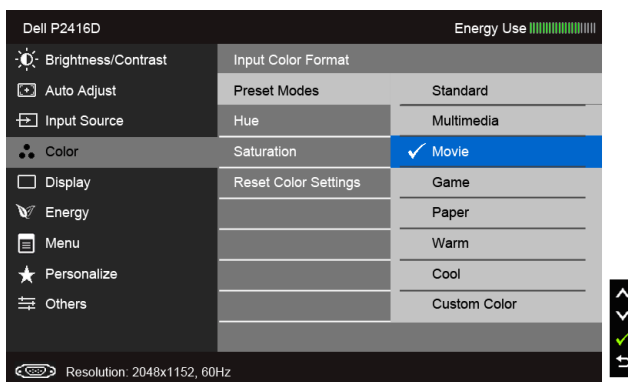 Dell P2416D
Energy Use
Brightness/Contrast
Auto Adjust
Input Source
Color
Display
Energy
Menu
Personalize
Others
Input Color Format
Preset Modes
Hue
Saturation
Reset Color Settings
Standard
Multimedia
Movie
Game
Paper
Warm
Cool
Custom Color
Resolution: 2048x1152, 60Hz